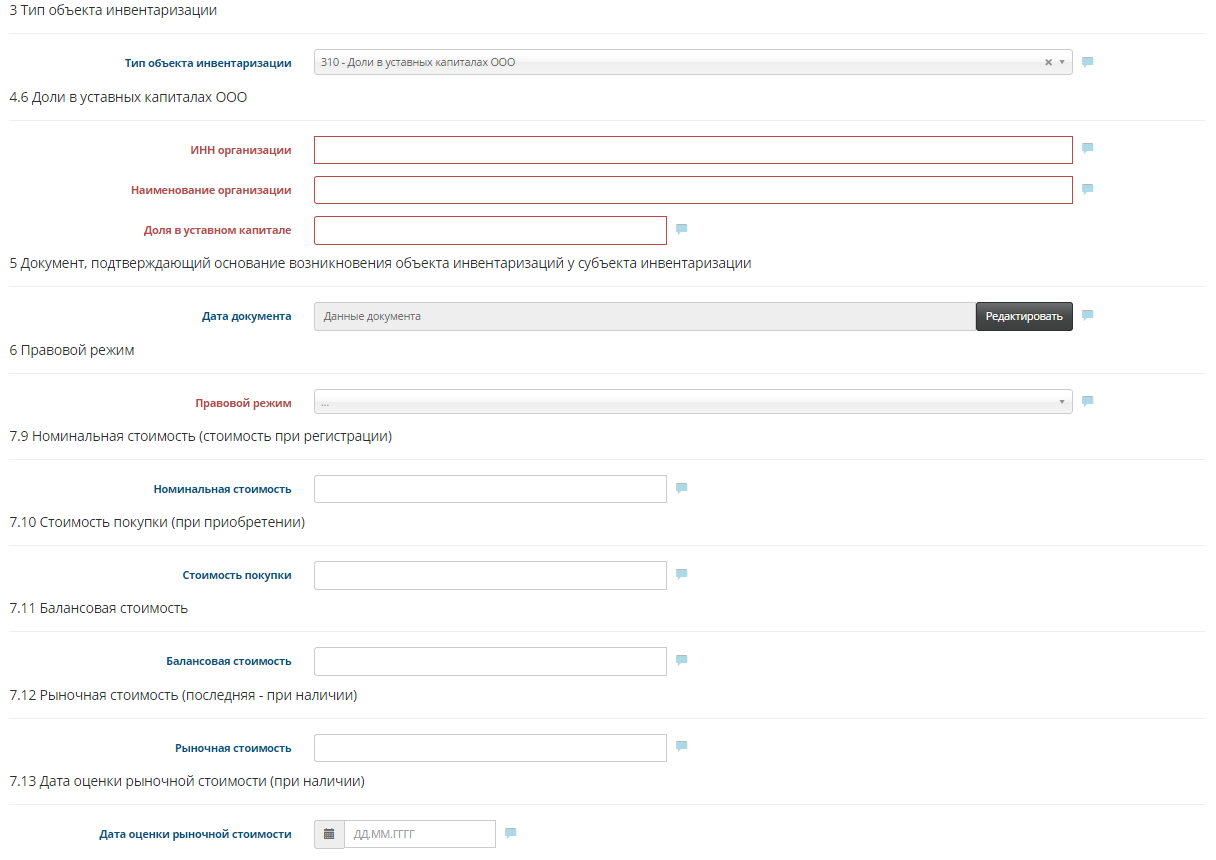 3 Тип объекта инвентаризации
Тип объекта инвентаризации 310 - Доли в уставных капиталах ООО
4.6 Доли в уставных капиталах ООО
ИНН организации
Наименование организации
Доля в уставном капитале
5 Документ, подтверждающий основание возникновения объекта инвентаризаций у субъекта инвентаризации
Дата документа Данные документа Редактировать
6 Правовой режим
Правовой режим ...
7.9 Номинальная стоимость (стоимость при регистрации)
Номинальная стоимость
7.10 Стоимость покупки (при приобретении)
Стоимость покупки
7.11 Балансовая стоимость
Балансовая стоимость
7.12 Рыночная стоимость (последняя - при наличии)
Рыночная стоимость
7.13 Дата оценки рыночной стоимости (при наличии)
Дата оценки рыночной стоимости ДД.ММ.ГГГГ